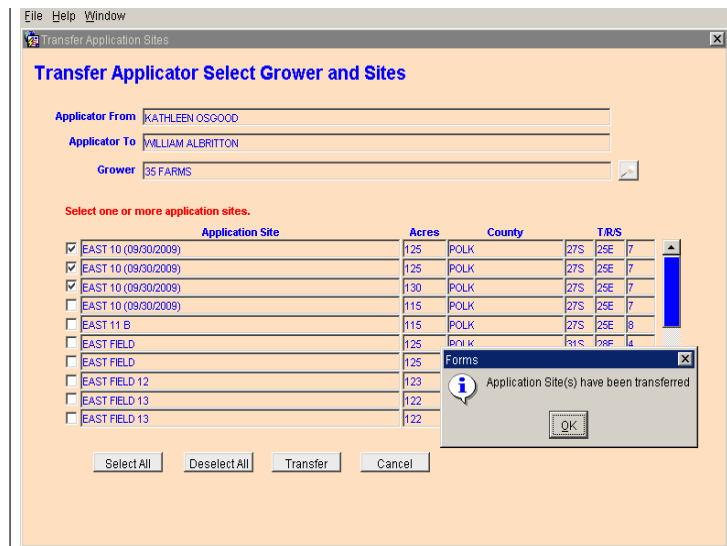 File Help Window
Transfer Application Sites
Transfer Applicator Select Grower and Sites
Applicator From KATHLEEN OSGOOD
Applicator To WILLIAM ALBRITTON
Grower 35 FARMS
Select one or more application sites.
Application Site Acres County T/R/S
EAST 10 (09/30/2009) 125 POLK 27S 25E 7
EAST 10 (09/30/2009) 125 POLK 27S 25E 7
EAST 10 (09/30/2009) 130 POLK 27S 25E 7
EAST 10 (09/30/2009) 115 POLK 27S 25E 7
EAST 11 B 115 POLK 27S 25E 8
EAST FIELD 125 POLK 31S 28E 4
EAST FIELD 125
EAST FIELD 12 123
EAST FIELD 13 122
EAST FIELD 13 122
Forms
Application Site(s) have been transferred
OK
Select All Deselect All Transfer Cancel